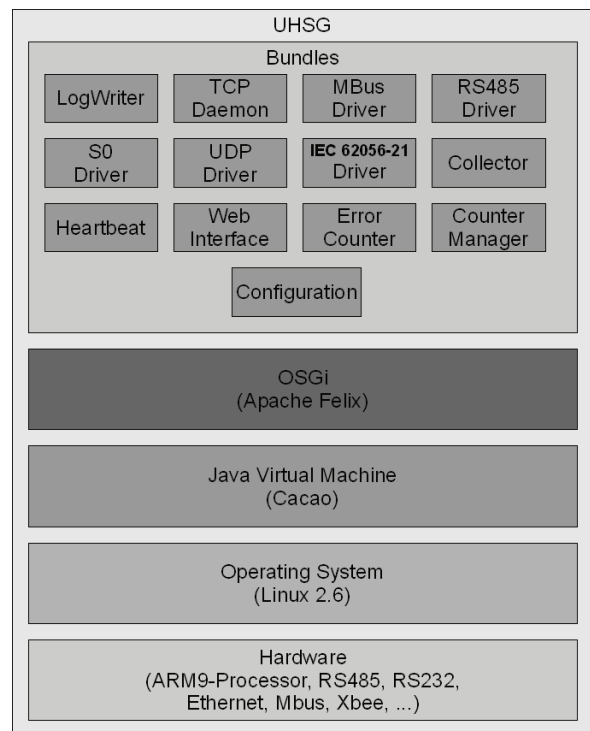 UHSG
Bundles
LogWriter
TCP
Daemon
MBus
Driver
RS485
Driver
S0
Driver
UDP
Driver
IEC 62056-21
Driver
Collector
Heartbeat
Web
Interface
Error
Counter
Counter
Manager
Configuration
OSGi
(Apache Felix)
Java Virtual Machine
(Cacao)
Operating System
(Linux 2.6)
Hardware
(ARM9-Processor, RS485, RS232,
Ethernet, Mbus, Xbee, ...)